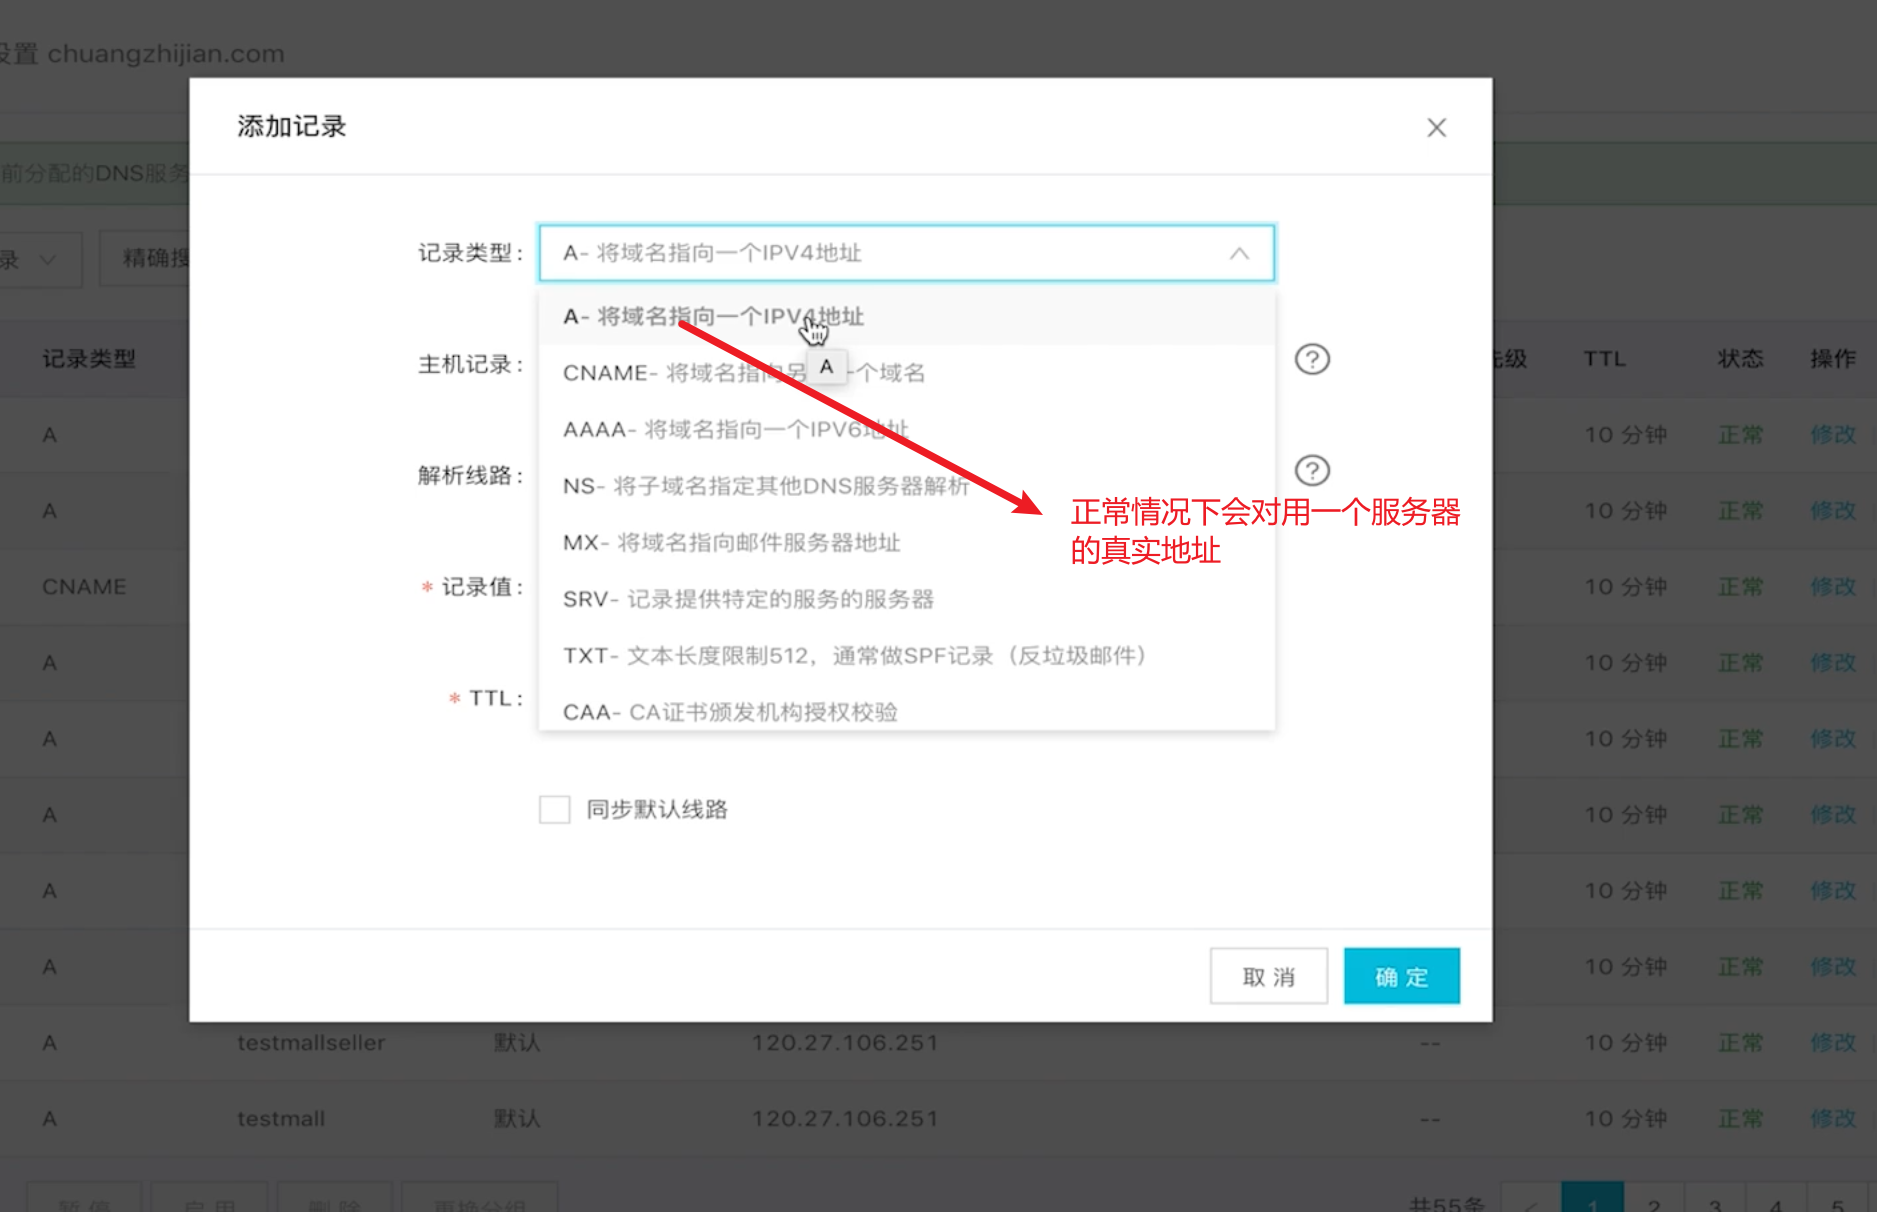 设置 chuangzhijian.com
添加记录
前分配的DNS服务
录
精确搜
记录类型：
A- 将域名指向一个IPV4地址
A- 将域名指向一个IPV4地址
A
CNAME- 将域名指向另一个域名
AAAA- 将域名指向一个IPV6地址
NS- 将子域名指定其他DNS服务器解析
MX- 将域名指向邮件服务器地址
SRV- 记录提供特定的服务的服务器
TXT- 文本长度限制512，通常做SPF记录（反垃圾邮件）
CAA- CA证书颁发机构授权校验
主机记录：
解析线路：
* 记录值：
* TTL：
正常情况下会对用一个服务器
的真实地址
同步默认线路
取 消
确 定
记录类型 先级 TTL 状态 操作
A 10 分钟 正常 修改
A 10 分钟 正常 修改
CNAME 10 分钟 正常 修改
A 10 分钟 正常 修改
A 10 分钟 正常 修改
A 10 分钟 正常 修改
A 10 分钟 正常 修改
A 10 分钟 正常 修改
A testmallseller 默认 120.27.106.251 -- 10 分钟 正常 修改
A testmall 默认 120.27.106.251 -- 10 分钟 正常 修改
暂 停 启 用 删 除 更换分组 共55条 < 1 2 3 4 5